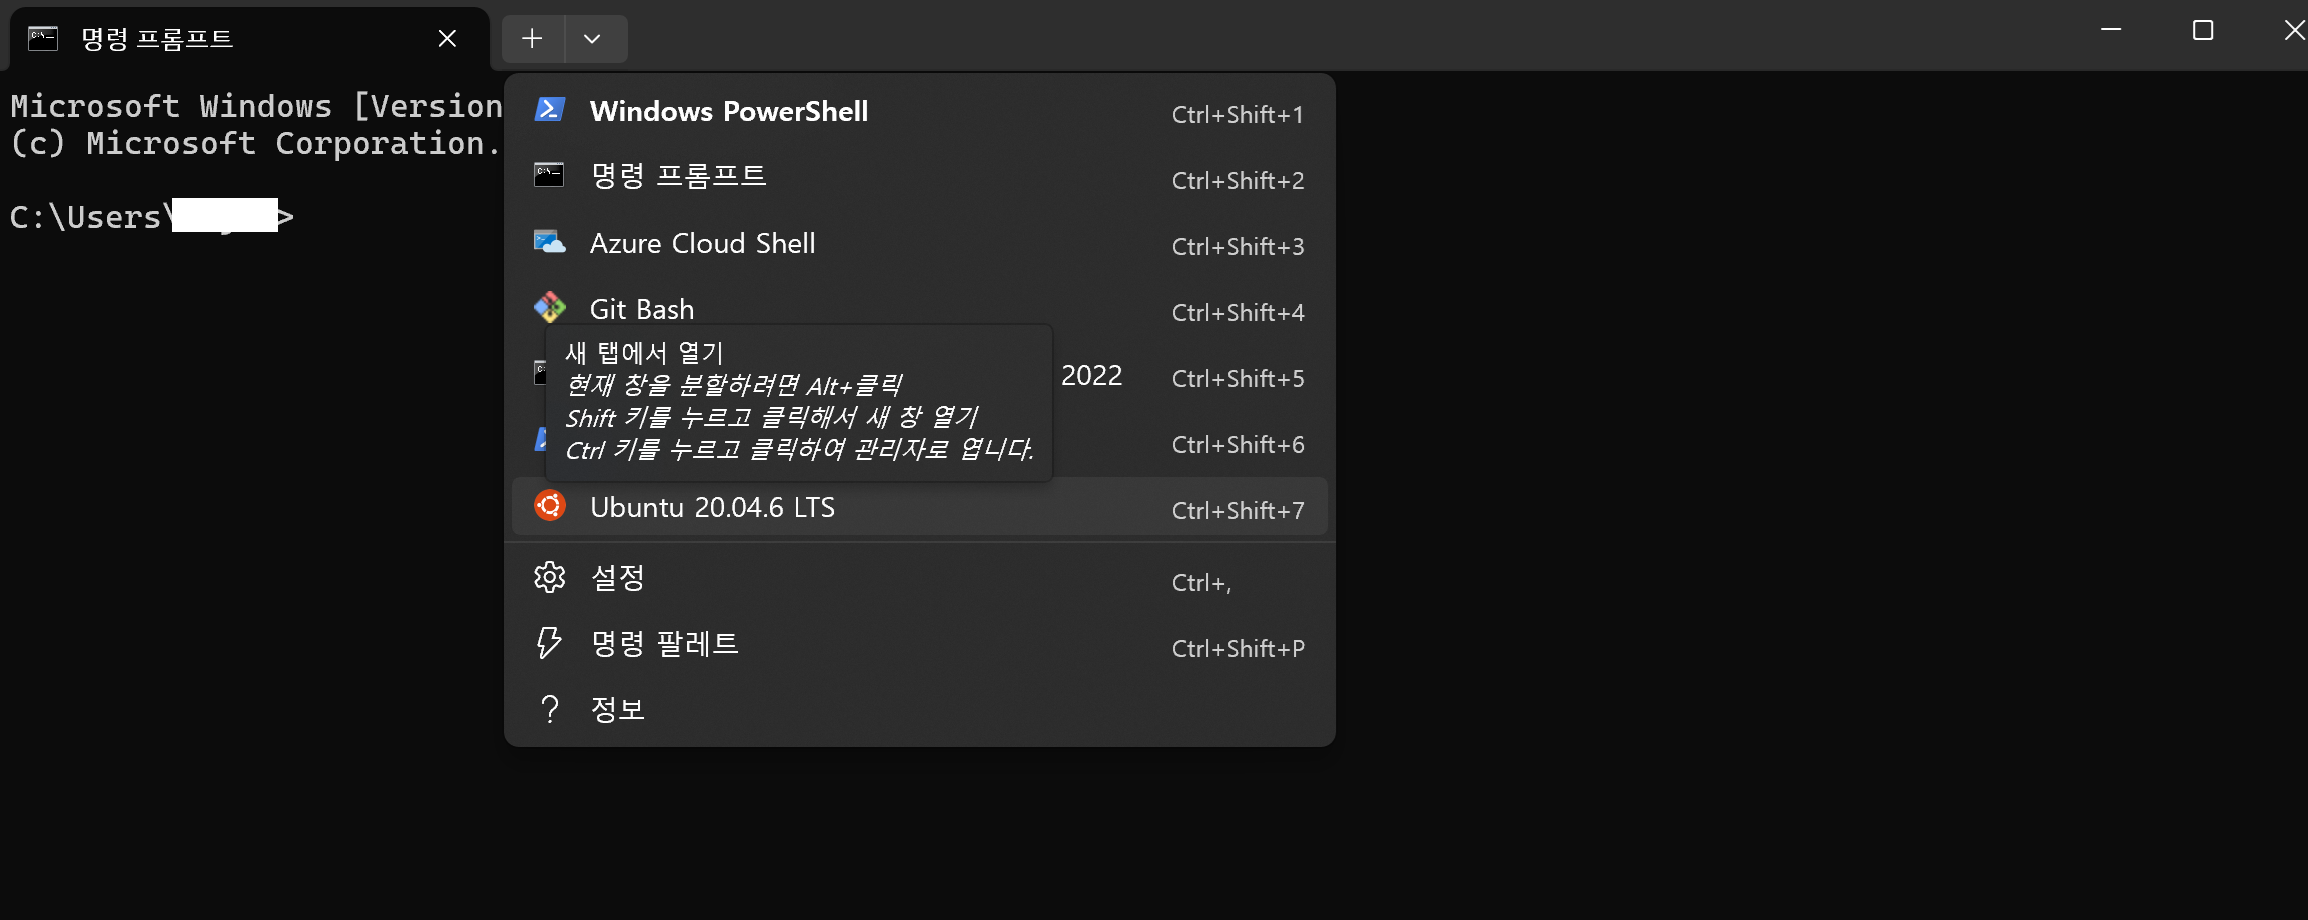 명령 프롬프트
Microsoft Windows [Version
(c) Microsoft Corporation.
C:\Users\
>
Windows PowerShell Ctrl+Shift+1
명령 프롬프트 Ctrl+Shift+2
Azure Cloud Shell Ctrl+Shift+3
Git Bash Ctrl+Shift+4
2022 Ctrl+Shift+5
Ctrl+Shift+6
새 탭에서 열기
현재 창을 분할하려면 Alt+클릭
Shift 키를 누르고 클릭해서 새 창 열기
Ctrl 키를 누르고 클릭하여 관리자로 엽니다.
Ubuntu 20.04.6 LTS Ctrl+Shift+7
설정 Ctrl+,
명령 팔레트 Ctrl+Shift+P
정보